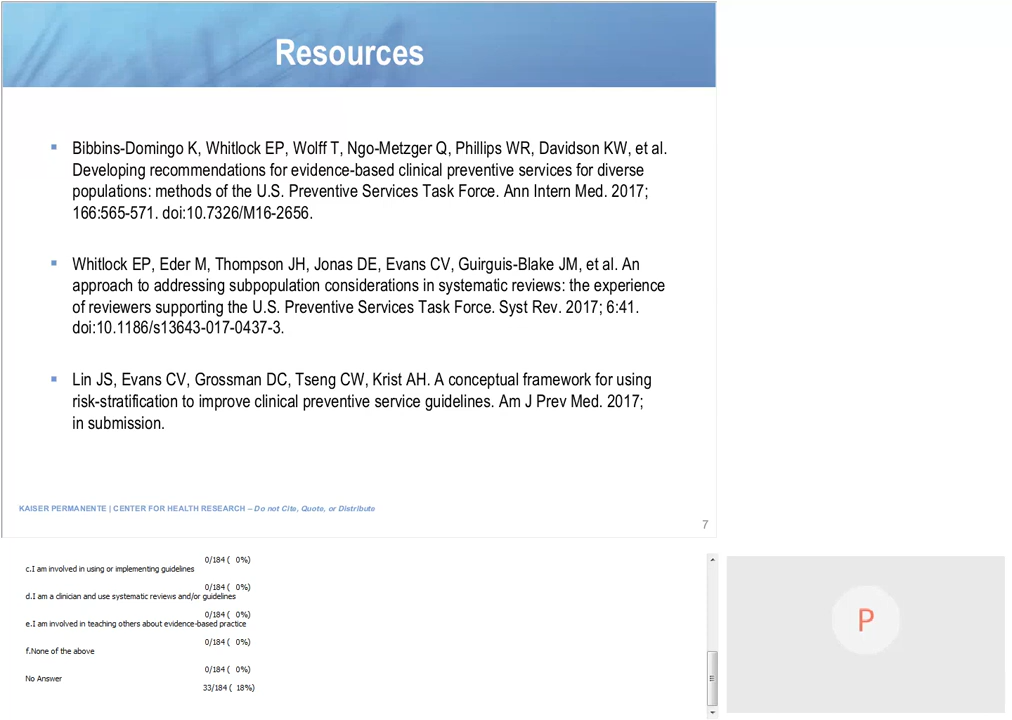 Resources
Bibbins-Domingo K, Whitlock EP, Wolff T, Ngo-Metzger Q, Phillips WR, Davidson KW, et al.
Developing recommendations for evidence-based clinical preventive services for diverse
populations: methods of the U.S. Preventive Services Task Force. Ann Intern Med. 2017;
166:565-571. doi:10.7326/M16-2656.
Whitlock EP, Eder M, Thompson JH, Jonas DE, Evans CV, Guirguis-Blake JM, et al. An
approach to addressing subpopulation considerations in systematic reviews: the experience
of reviewers supporting the U.S. Preventive Services Task Force. Syst Rev. 2017; 6:41.
doi:10.1186/s13643-017-0437-3.
Lin JS, Evans CV, Grossman DC, Tseng CW, Krist AH. A conceptual framework for using
risk-stratification to improve clinical preventive service guidelines. Am J Prev Med. 2017;
in submission.
KAISER PERMANENTE | CENTER FOR HEALTH RESEARCH – Do not Cite, Quote, or Distribute
7
0/184 ( 0%)
c.I am involved in using or implementing guidelines
0/184 ( 0%)
d.I am a clinician and use systematic reviews and/or guidelines
0/184 ( 0%)
e.I am involved in teaching others about evidence-based practice
0/184 ( 0%)
f.None of the above
0/184 ( 0%)
No Answer
33/184 ( 18%)
P